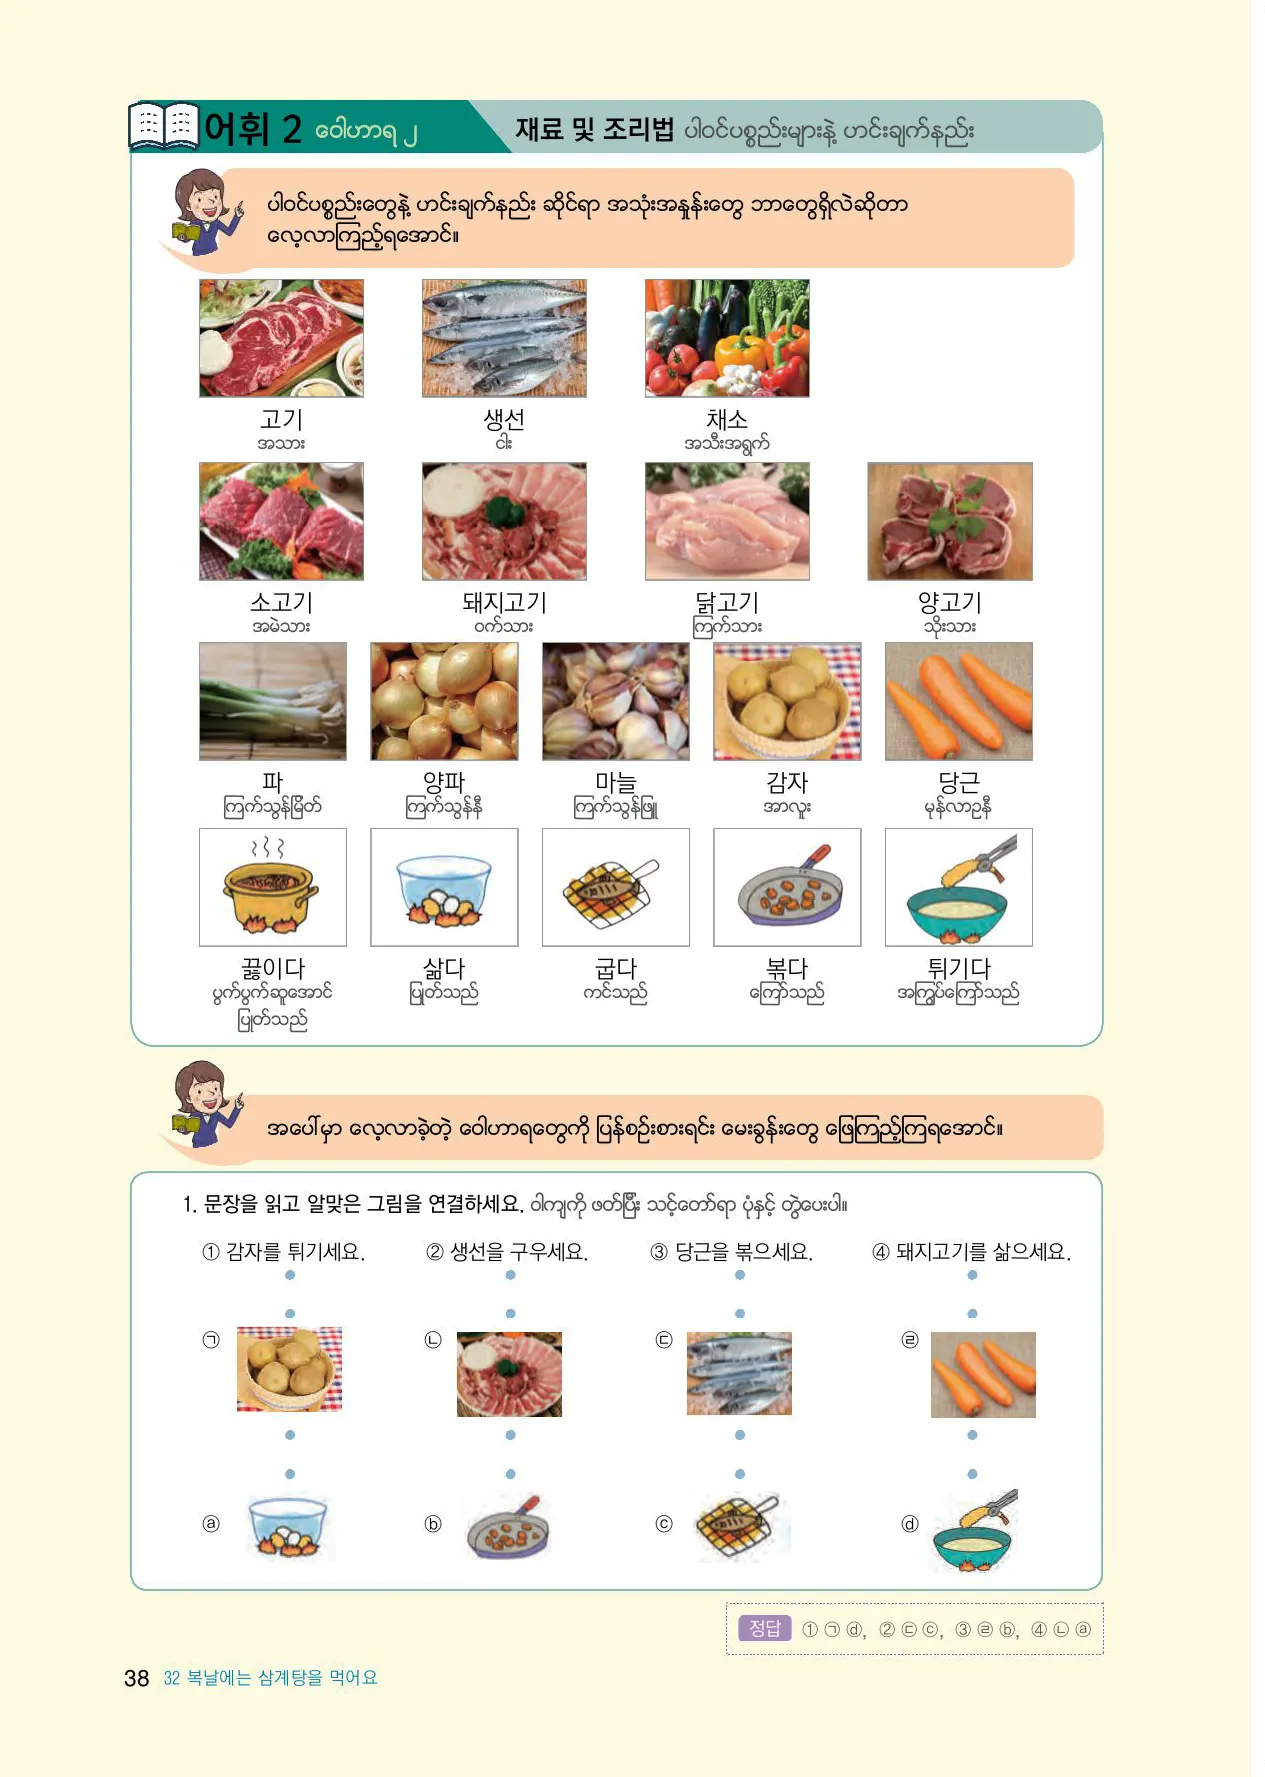 어휘 2 ဝေါဟာရ ၂
재료 및 조리법 ပါဝင်ပစ္စည်းများနဲ့ ဟင်းချက်နည်း
ပါဝင်ပစ္စည်းတွေနဲ့ ဟင်းချက်နည်း ဆိုင်ရာ အသုံးအနှုန်းတွေ ဘာတွေရှိလဲဆိုတာ
လေ့လာကြည့်ရအောင်။
고기 생선 채소
အသား ငါး အသီးအရွက်
소고기 돼지고기 닭고기 양고기
အမဲသား ဝက်သား ကြက်သား သိုးသား
파 양파 마늘 감자 당근
ကြက်သွန်မြိတ် ကြက်သွန်နီ ကြက်သွန်ဖြူ အာလူး မုန်လာဥနီ
끓이다 삶다 굽다 볶다 튀기다
ပွက်ပွက်ဆူအောင် ပြုတ်သည် ကင်သည် ကြော်သည် အကြွပ်ကြော်သည်
ပြုတ်သည်
အပေါ်မှာ လေ့လာခဲ့တဲ့ ဝေါဟာရတွေကို ပြန်စဉ်းစားရင်း မေးခွန်းတွေ ဖြေကြည့်ကြရအောင်။
1. 문장을 읽고 알맞은 그림을 연결하세요. ဝါကျကို ဖတ်ပြီး သင့်တော်ရာ ပုံနှင့် တွဲပေးပါ။
① 감자를 튀기세요. ② 생선을 구우세요. ③ 당근을 볶으세요. ④ 돼지고기를 삶으세요.
㉠ ㉡ ㉢ ㉣
ⓐ ⓑ ⓒ ⓓ
정답 ① ㉠ ⓓ, ② ㉢ ⓒ, ③ ㉣ ⓑ, ④ ㉡ ⓐ
38 32 복날에는 삼계탕을 먹어요